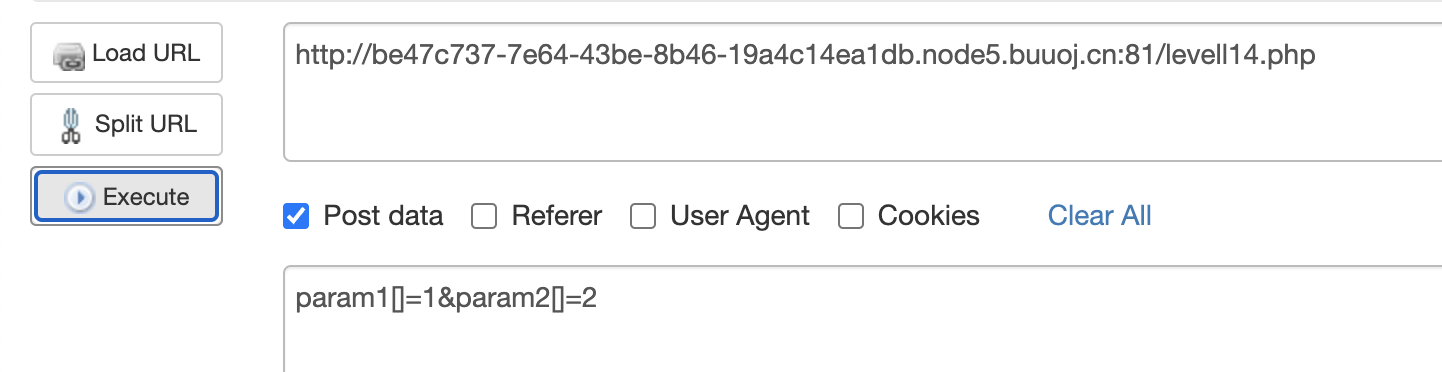 Load URL
http://be47c737-7e64-43be-8b46-19a4c14ea1db.node5.buuoj.cn:81/levell14.php
Split URL
Execute
Post data Referer User Agent Cookies Clear All
param1[]=1&param2[]=2